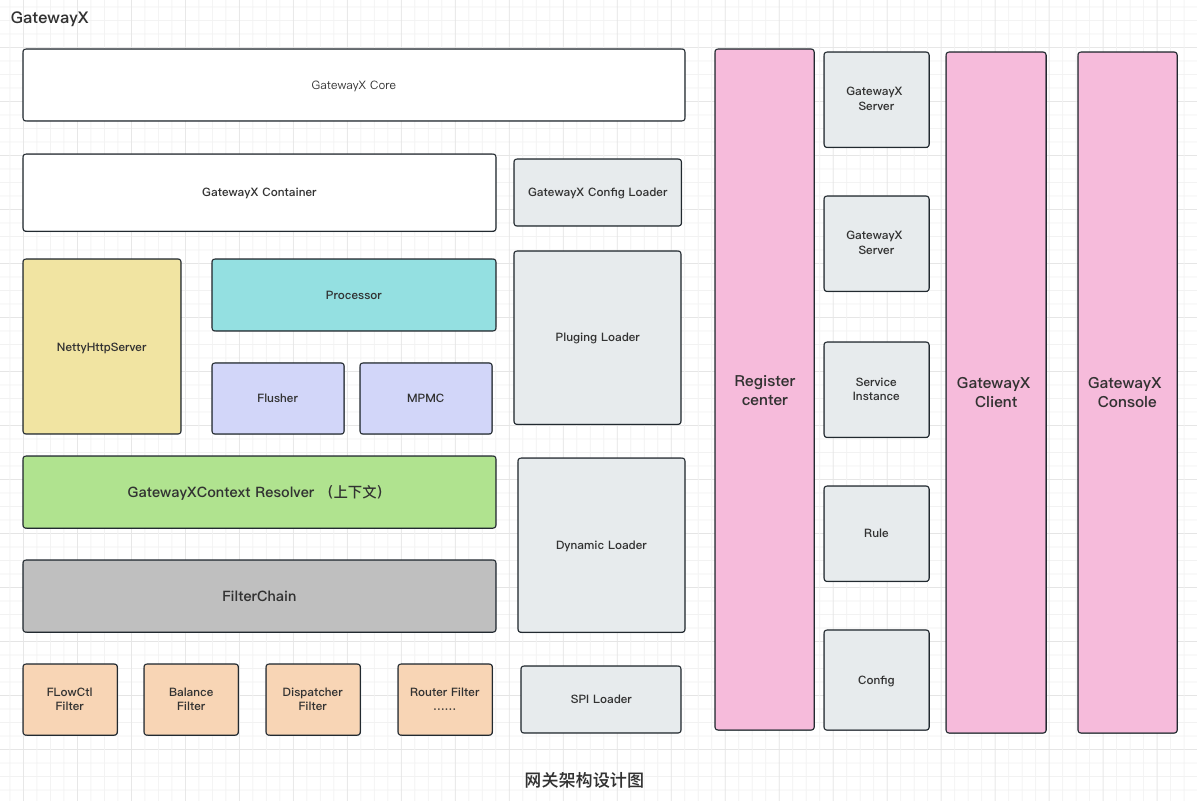 GatewayX
GatewayX Core
GatewayX Container
GatewayX Config Loader
NettyHttpServer
Processor
Flusher
MPMC
Pluging Loader
GatewayXContext Resolver （上下文）
FilterChain
Dynamic Loader
FLowCtl
Filter
Balance
Filter
Dispatcher
Filter
Router Filter
......
SPI Loader
Register
center
GatewayX
Server
GatewayX
Server
Service
Instance
Rule
Config
GatewayX
Client
GatewayX
Console
网关架构设计图